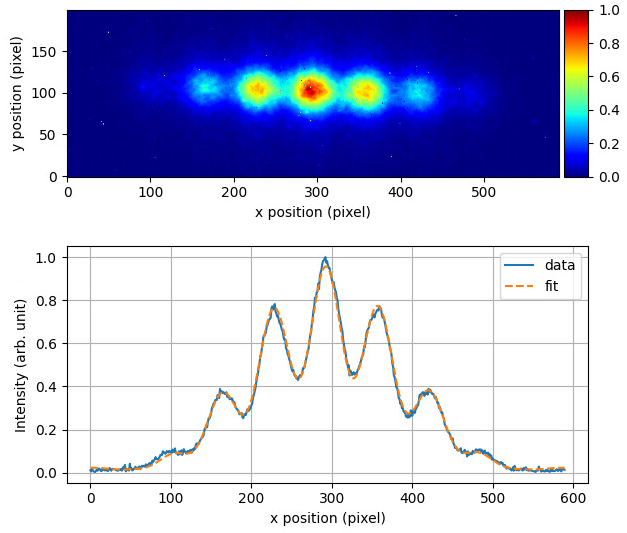 1.0
0.8
0.6
0.4
0.2
0.0
150
100
50
0
y position (pixel)
0 100 200 300 400 500
x position (pixel)
data
fit
1.0
0.8
0.6
0.4
0.2
0.0
Intensity (arb. unit)
0 100 200 300 400 500 600
x position (pixel)